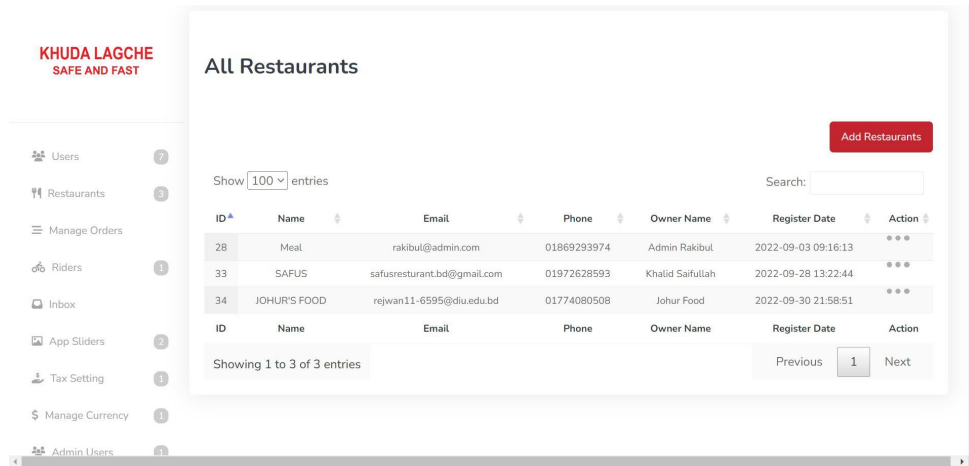 KHUDA LAGCHE
SAFE AND FAST
Users 7
Restaurants 3
Manage Orders
Riders 1
Inbox
App Sliders 2
Tax Setting 1
$ Manage Currency 1
Admin Users 1
All Restaurants
Add Restaurants
Show 100 entries Search:
ID Name Email Phone Owner Name Register Date Action
28 Meal rakibul@admin.com 01869293974 Admin Rakibul 2022-09-03 09:16:13
33 SAFUS safusresturant.bd@gmail.com 01972628593 Khalid Saifullah 2022-09-28 13:22:44
34 JOHUR'S FOOD rejwan11-6595@diu.edu.bd 01774080508 Johur Food 2022-09-30 21:58:51
ID Name Email Phone Owner Name Register Date Action
Showing 1 to 3 of 3 entries Previous 1 Next